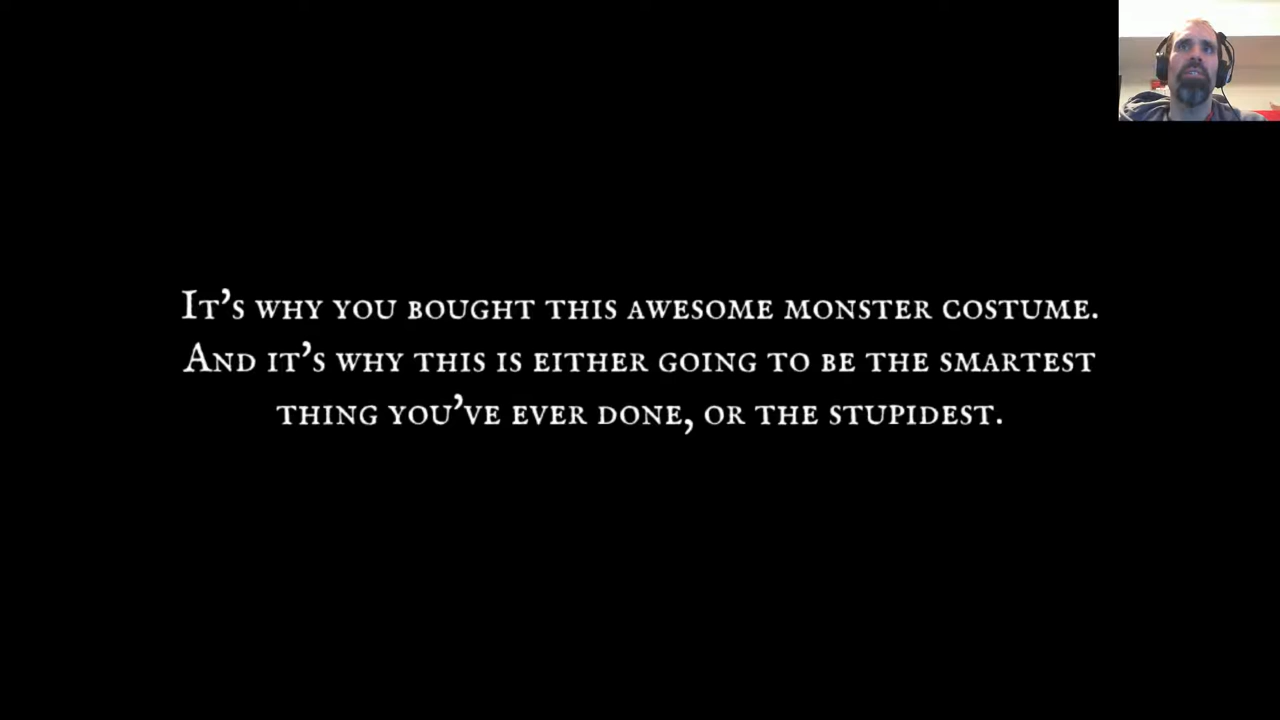 It's why you bought this awesome monster costume.
And it's why this is either going to be the smartest
thing you've ever done, or the stupidest.